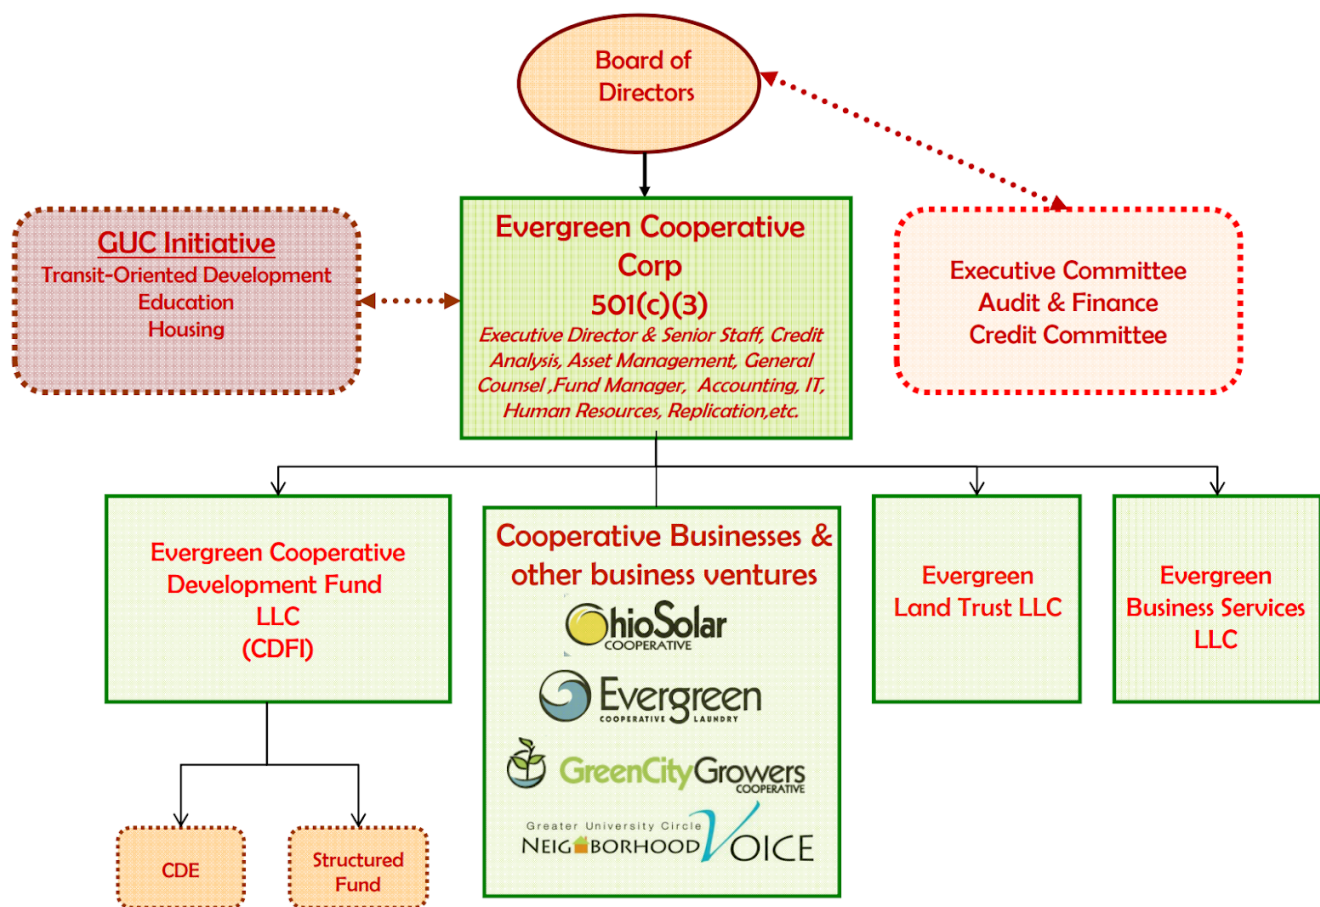 Board of
Directors
GUC Initiative
Transit-Oriented Development
Education
Housing
Evergreen Cooperative
Corp
501(c)(3)
Executive Director & Senior Staff, Credit
Analysis, Asset Management, General
Counsel ,Fund Manager, Accounting, IT,
Human Resources, Replication,etc.
Executive Committee
Audit & Finance
Credit Committee
Evergreen Cooperative
Development Fund
LLC
(CDFI)
Cooperative Businesses &
other business ventures
OhioSolar
COOPERATIVE
Evergreen
COOPERATIVE LAUNDRY
GreenCityGrowers
COOPERATIVE
Greater University Circle
NEIGHBORHOOD VOICE
Evergreen
Land Trust LLC
Evergreen
Business Services
LLC
CDE
Structured
Fund